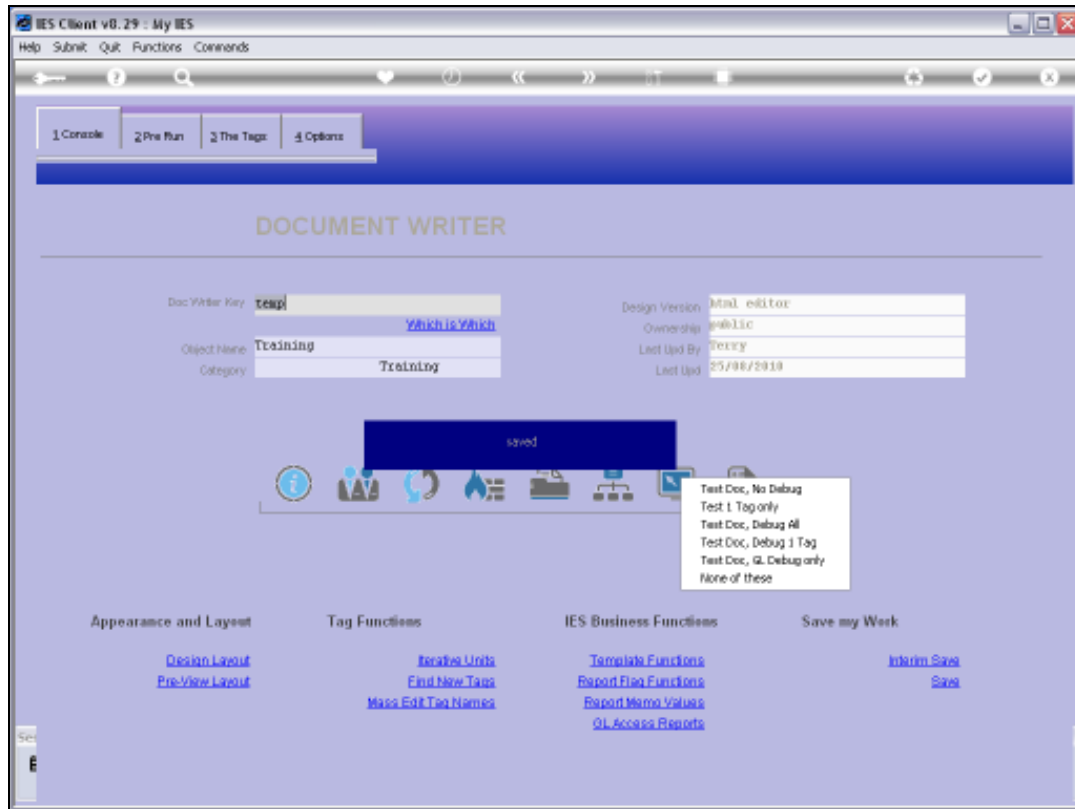 IES Client v8.29 : My IES
Help Submit Quit Functions Commands
1 Console 2 Pre Run 3 The Tags 4 Options
DOCUMENT WRITER
Doc Writer Key temp
Which is Which
Object Name Training
Category Training
Design Version html editor
Ownership public
Last Upd By Terry
Last Upd 25/08/2010
saved
Test Doc, No Debug
Test 1 Tag only
Test Doc, Debug All
Test Doc, Debug 1 Tag
Test Doc, GL Debug only
None of these
Appearance and Layout
Design Layout
Pre-View Layout
Tag Functions
Iterative Units
Find New Tags
Mass Edit Tag Names
IES Business Functions
Template Functions
Report Flag Functions
Report Memo Values
GL Access Reports
Save my Work
Interim Save
Save